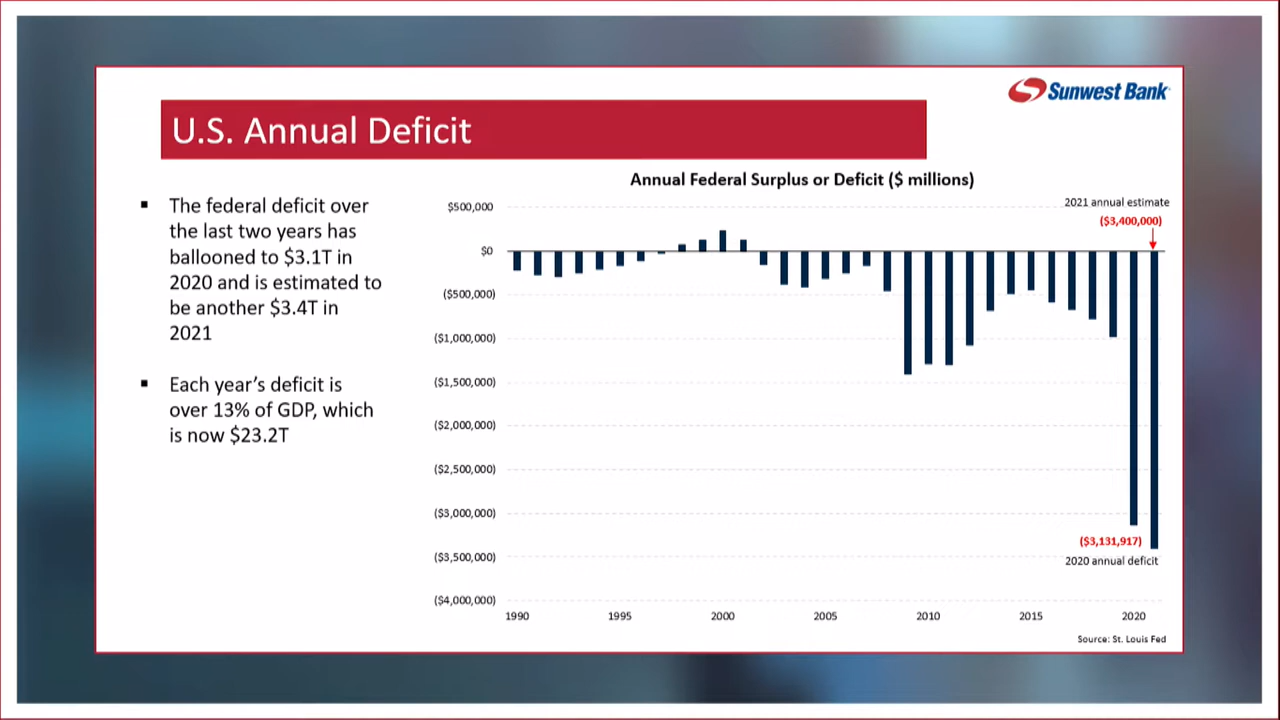 Sunwest Bank
U.S. Annual Deficit
▪ The federal deficit over
the last two years has
ballooned to $3.1T in
2020 and is estimated to
be another $3.4T in
2021
▪ Each year’s deficit is
over 13% of GDP, which
is now $23.2T
Annual Federal Surplus or Deficit ($ millions)
2021 annual estimate
($3,400,000)
$500,000
$0
($500,000)
($1,000,000)
($1,500,000)
($2,000,000)
($2,500,000)
($3,000,000)
($3,500,000)
($4,000,000)
($3,131,917)
2020 annual deficit
1990 1995 2000 2005 2010 2015 2020
Source: St. Louis Fed